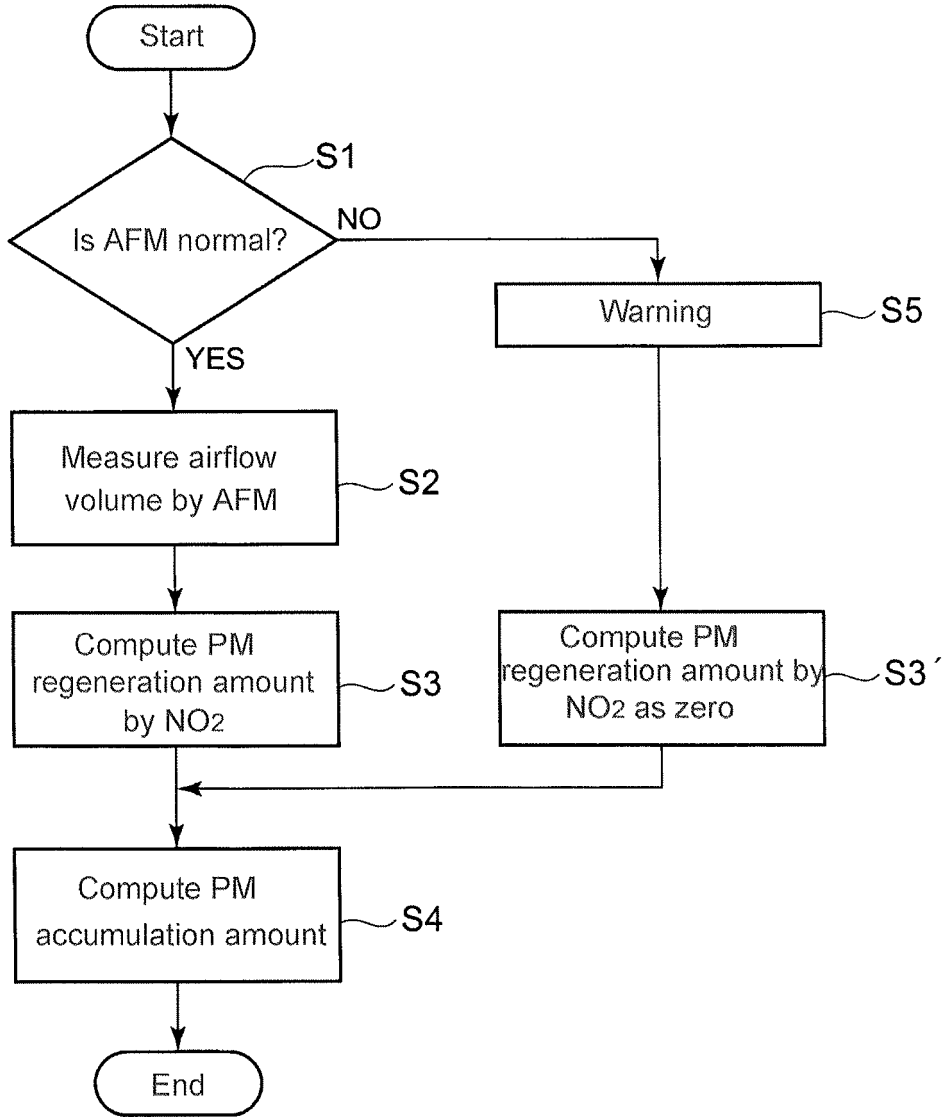 Start
S1
Is AFM normal?
NO
YES
Warning
S5
Measure airflow
volume by AFM
S2
Compute PM
regeneration amount
by NO2
S3
Compute PM
regeneration amount by
NO2 as zero
S3´
Compute PM
accumulation amount
S4
End